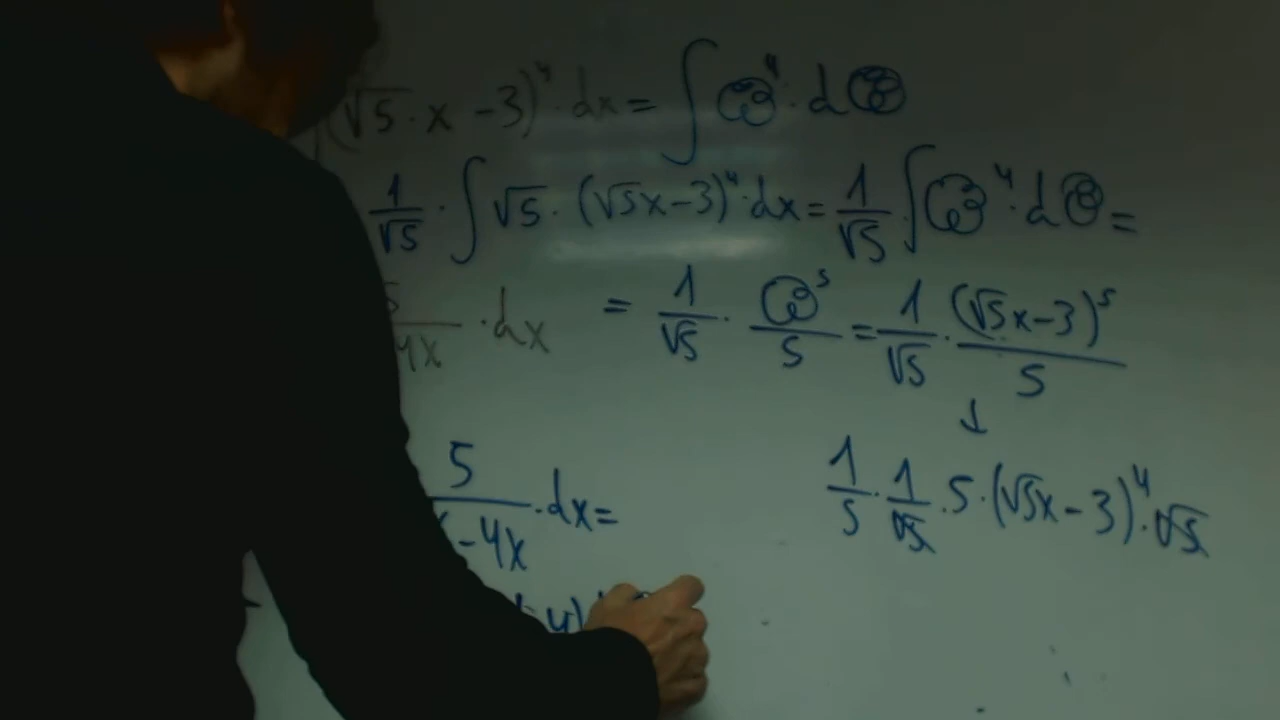 (√5·x −3)⁴·dx = ∫ ⁴·d
1/√5 · ∫ √5 · (√5x−3)⁴·dx = 1/√5 ∫ ⁴·d =
·dx = 1/√5 · ⁵/5 = 1/√5 · (√5x−3)⁵/5
4x
↓
5/−4x ·dx=
1/5 · 1/√5 · 5·(√5x−3)⁴·√5